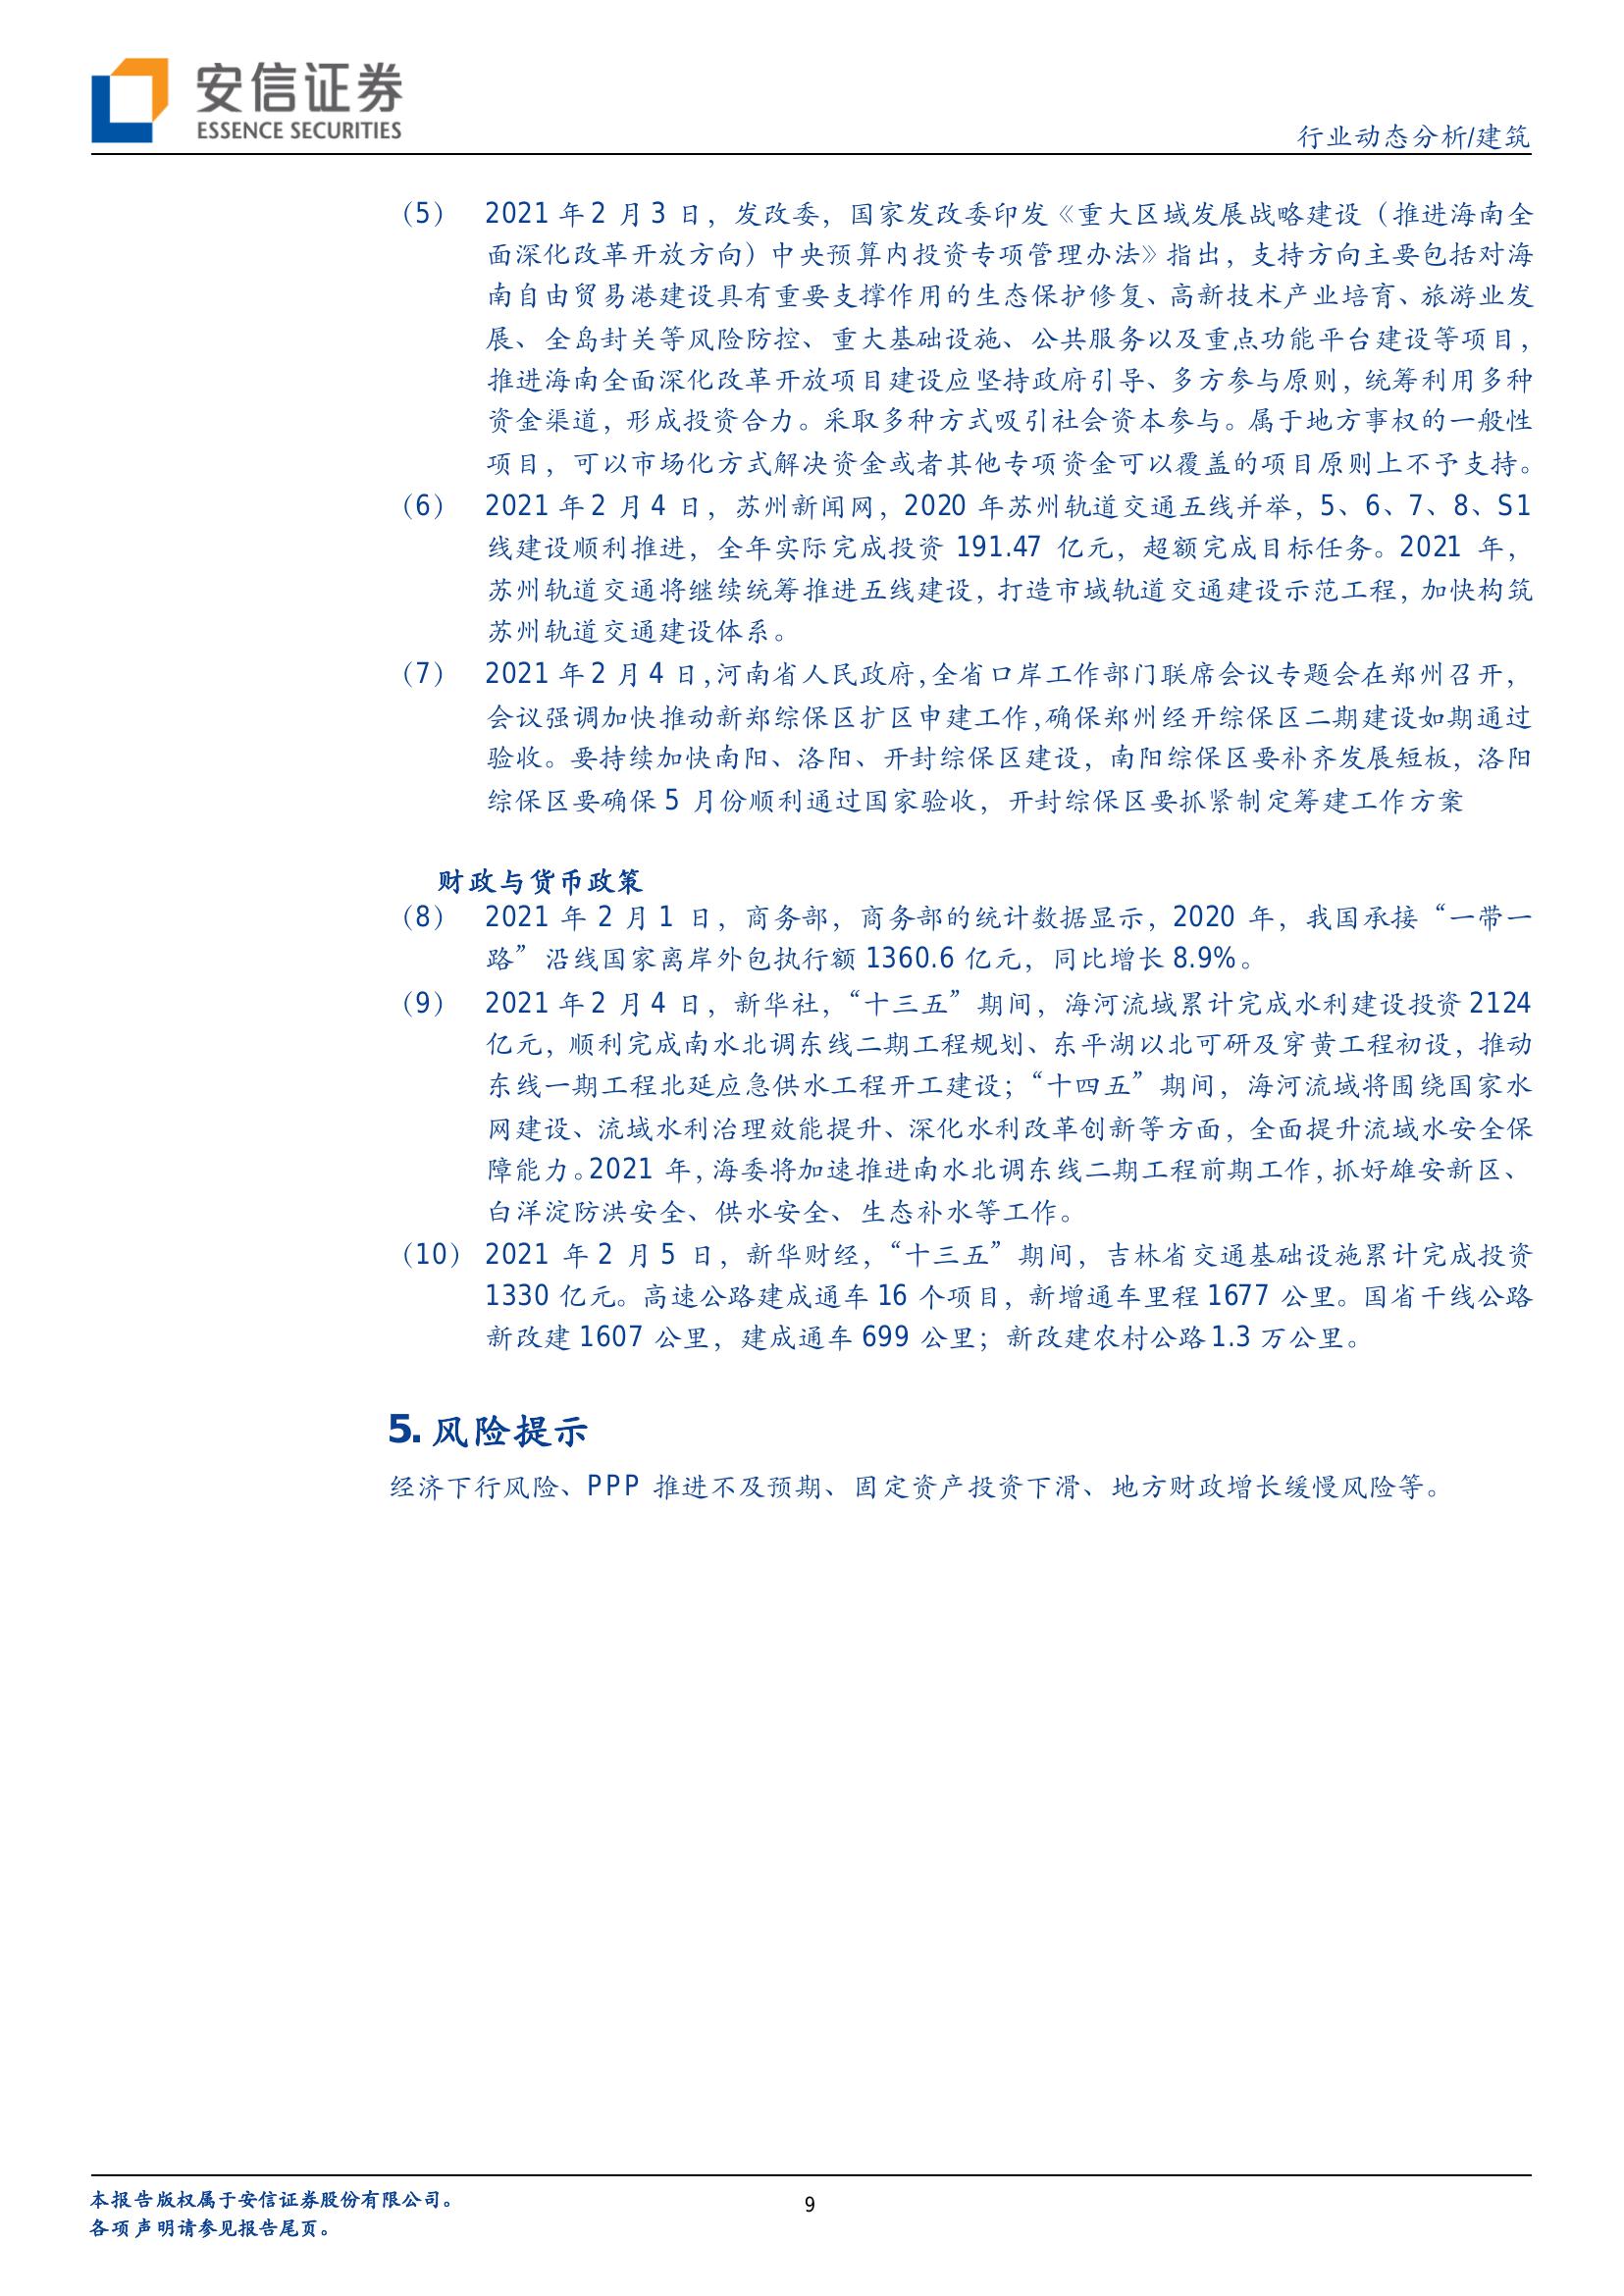 安信证券
ESSENCE SECURITIES
行业动态分析/建筑
（5） 2021 年 2 月 3 日，发改委，国家发改委印发《重大区域发展战略建设（推进海南全
面深化改革开放方向）中央预算内投资专项管理办法》指出，支持方向主要包括对海
南自由贸易港建设具有重要支撑作用的生态保护修复、高新技术产业培育、旅游业发
展、全岛封关等风险防控、重大基础设施、公共服务以及重点功能平台建设等项目，
推进海南全面深化改革开放项目建设应坚持政府引导、多方参与原则，统筹利用多种
资金渠道，形成投资合力。采取多种方式吸引社会资本参与。属于地方事权的一般性
项目，可以市场化方式解决资金或者其他专项资金可以覆盖的项目原则上不予支持。
（6） 2021 年 2 月 4 日，苏州新闻网，2020 年苏州轨道交通五线并举，5、6、7、8、S1
线建设顺利推进，全年实际完成投资 191.47 亿元，超额完成目标任务。2021 年，
苏州轨道交通将继续统筹推进五线建设，打造市域轨道交通建设示范工程，加快构筑
苏州轨道交通建设体系。
（7） 2021 年 2 月 4 日，河南省人民政府，全省口岸工作部门联席会议专题会在郑州召开，
会议强调加快推动新郑综保区扩区申建工作，确保郑州经开综保区二期建设如期通过
验收。要持续加快南阳、洛阳、开封综保区建设，南阳综保区要补齐发展短板，洛阳
综保区要确保 5 月份顺利通过国家验收，开封综保区要抓紧制定筹建工作方案
财政与货币政策
（8） 2021 年 2 月 1 日，商务部，商务部的统计数据显示，2020 年，我国承接“一带一
路”沿线国家离岸外包执行额 1360.6 亿元，同比增长 8.9%。
（9） 2021 年 2 月 4 日，新华社，“十三五”期间，海河流域累计完成水利建设投资 2124
亿元，顺利完成南水北调东线二期工程规划、东平湖以北可研及穿黄工程初设，推动
东线一期工程北延应急供水工程开工建设；“十四五”期间，海河流域将围绕国家水
网建设、流域水利治理效能提升、深化水利改革创新等方面，全面提升流域水安全保
障能力。2021 年，海委将加速推进南水北调东线二期工程前期工作，抓好雄安新区、
白洋淀防洪安全、供水安全、生态补水等工作。
（10） 2021 年 2 月 5 日，新华财经，“十三五”期间，吉林省交通基础设施累计完成投资
1330 亿元。高速公路建成通车 16 个项目，新增通车里程 1677 公里。国省干线公路
新改建 1607 公里，建成通车 699 公里；新改建农村公路 1.3 万公里。
5. 风险提示
经济下行风险、PPP 推进不及预期、固定资产投资下滑、地方财政增长缓慢风险等。
本报告版权属于安信证券股份有限公司。
各项声明请参见报告尾页。
9